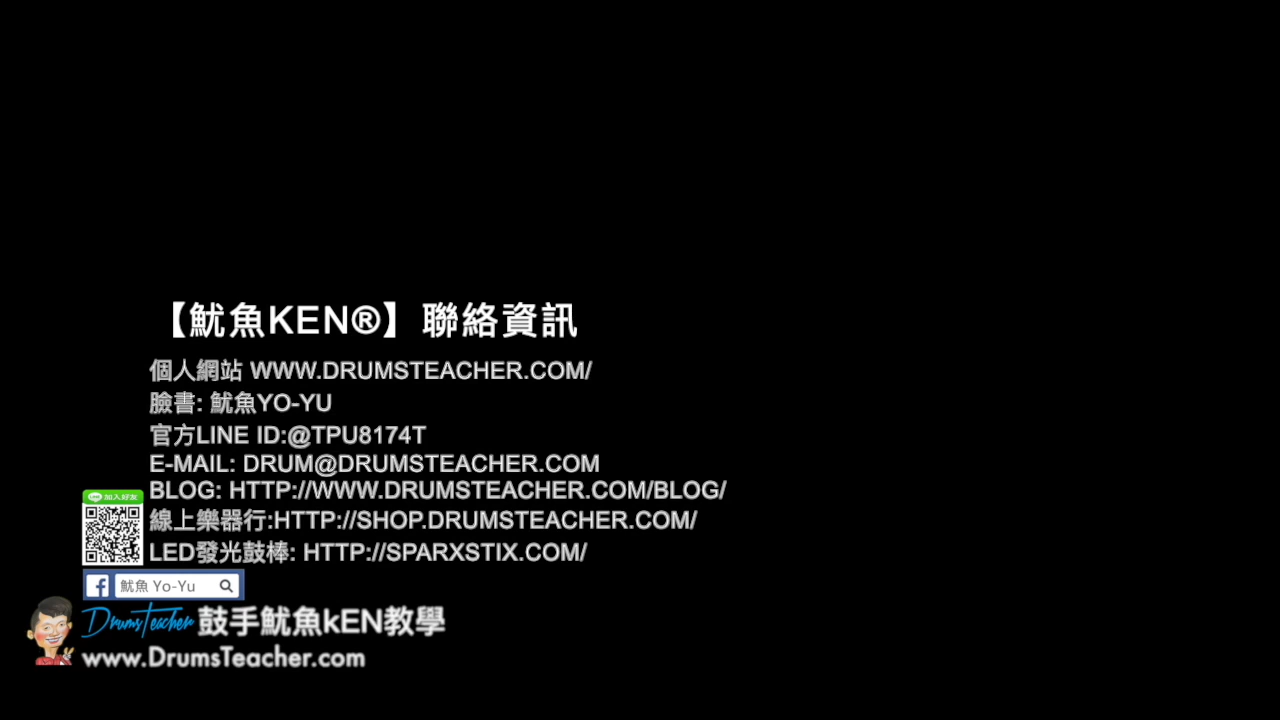 【魷魚KEN®】聯絡資訊
個人網站 WWW.DRUMSTEACHER.COM/
臉書: 魷魚YO-YU
官方LINE ID:@TPU8174T
E-MAIL: DRUM@DRUMSTEACHER.COM
BLOG: HTTP://WWW.DRUMSTEACHER.COM/BLOG/
線上樂器行:HTTP://SHOP.DRUMSTEACHER.COM/
LED發光鼓棒: HTTP://SPARXSTIX.COM/
LINE 加入好友
f 魷魚 Yo-Yu
DrumsTeacher 鼓手魷魚kEN教學
www.DrumsTeacher.com